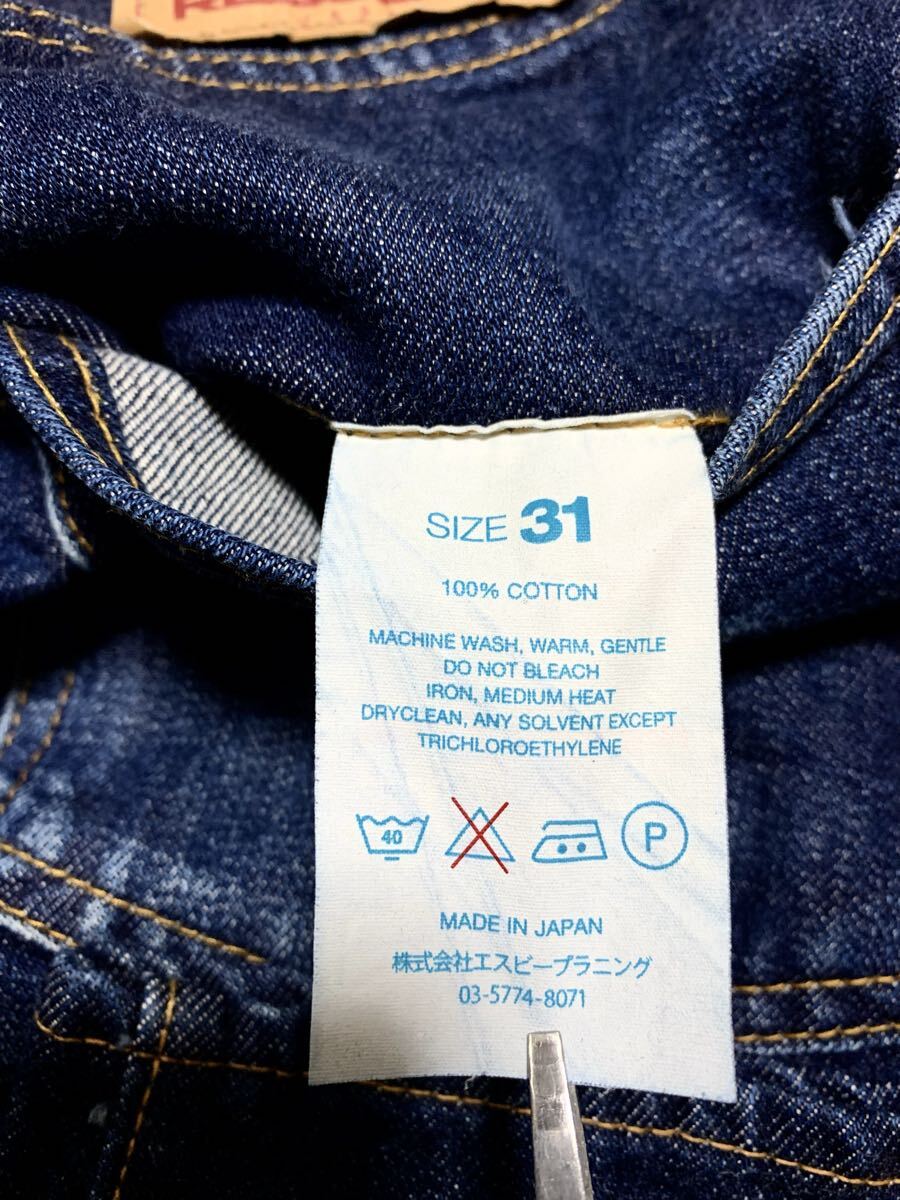 SIZE 31
100% COTTON
MACHINE WASH, WARM, GENTLE
DO NOT BLEACH
IRON, MEDIUM HEAT
DRYCLEAN, ANY SOLVENT EXCEPT
TRICHLOROETHYLENE
40
P
MADE IN JAPAN
株式会社エスピープラニング
03-5774-8071